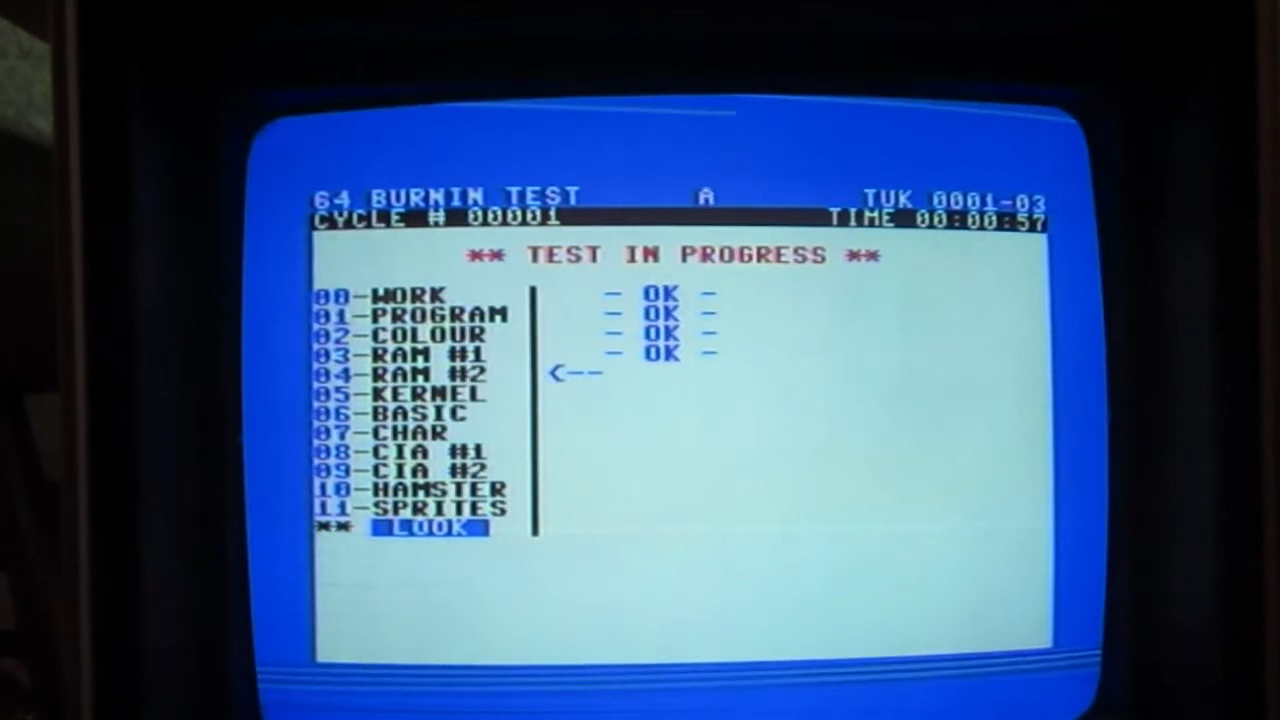 64 BURNIN TEST A TUK 0001-03
CYCLE # 00001 TIME 00:00:57
** TEST IN PROGRESS **
00-WORK - OK -
01-PROGRAM - OK -
02-COLOUR - OK -
03-RAM #1 - OK -
04-RAM #2 <--
05-KERNEL
06-BASIC
07-CHAR
08-CIA #1
09-CIA #2
10-HAMSTER
11-SPRITES
** LOOK